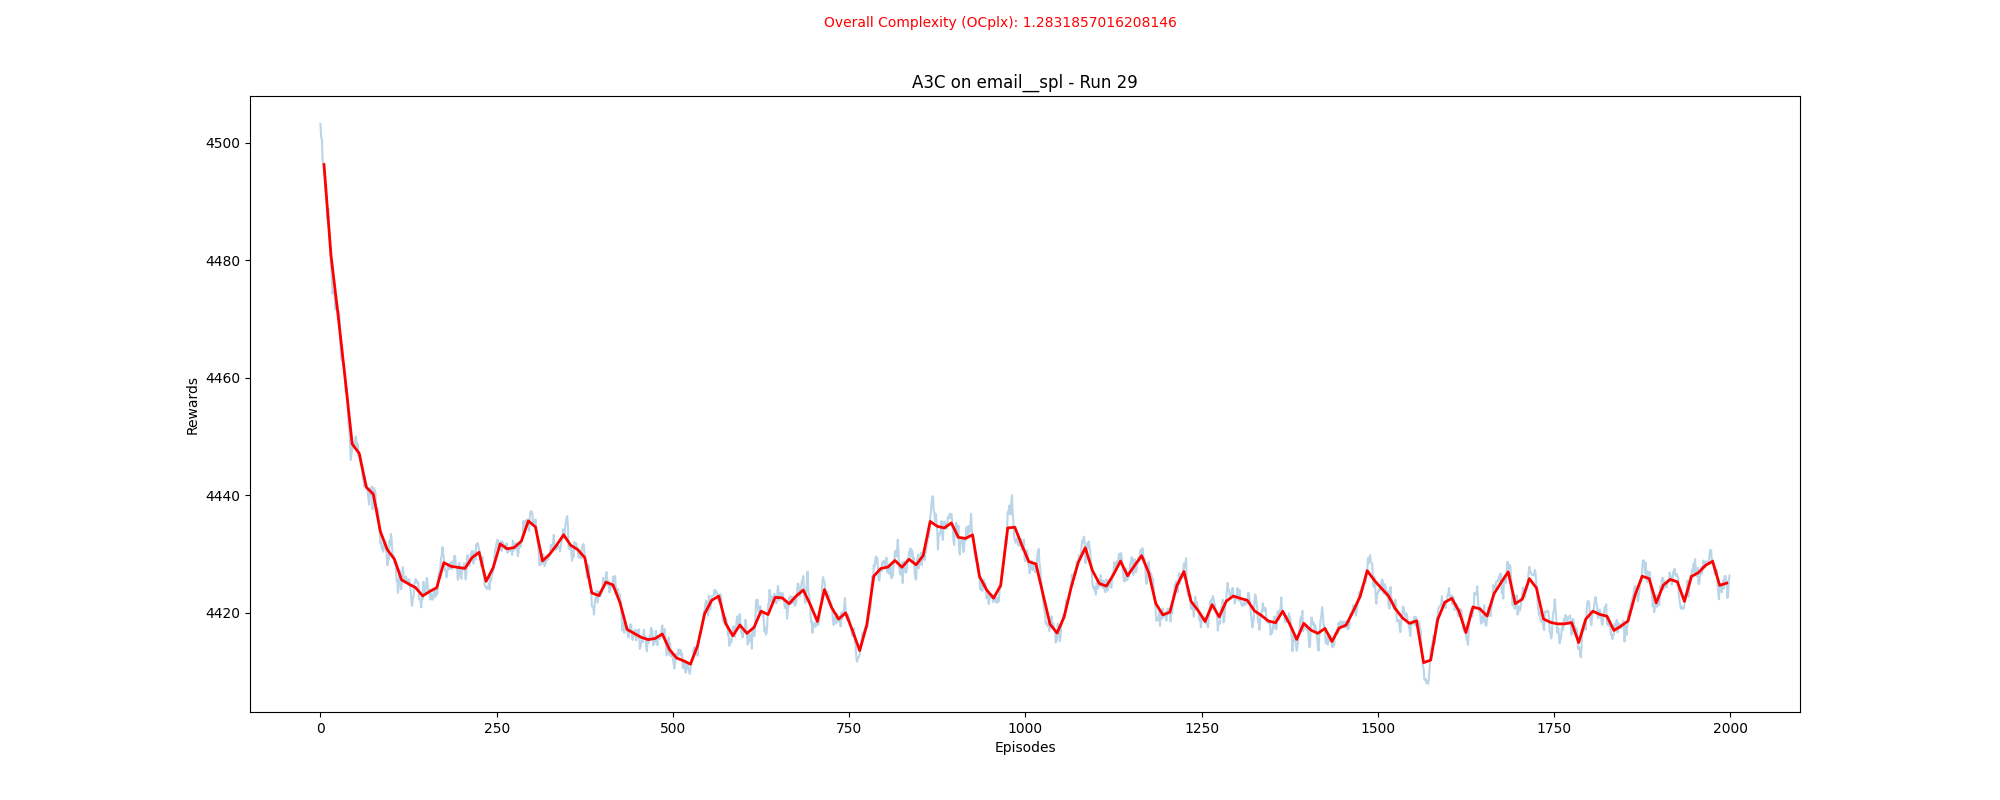 Overall Complexity (OCplx): 1.2831857016208146
A3C on email__spl - Run 29
4500
4480
4460
4440
4420
Rewards
0 250 500 750 1000 1250 1500 1750 2000
Episodes